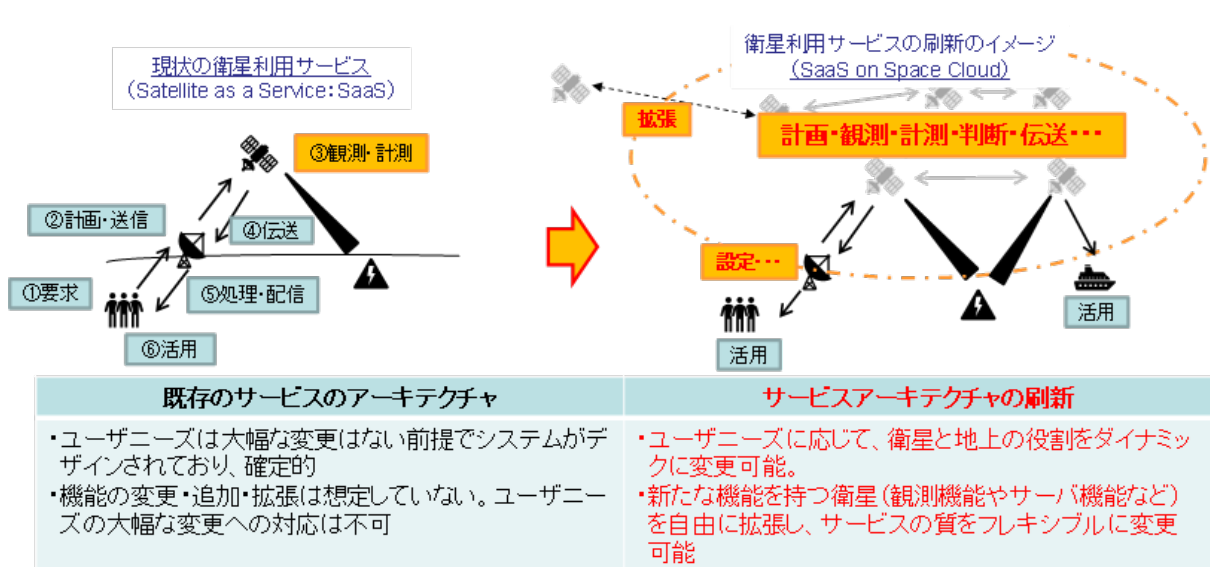 現状の衛星利用サービス
(Satellite as a Service:SaaS)
③観測・計測
②計画・送信
④伝送
①要求
⑤処理・配信
⑥活用
衛星利用サービスの刷新のイメージ
(SaaS on Space Cloud)
拡張
計画・観測・計測・判断・伝送・・・
設定・・・
活用
活用
既存のサービスのアーキテクチャ
・ユーザニーズは大幅な変更はない前提でシステムがデ
ザインされており、確定的
・機能の変更・追加・拡張は想定していない。ユーザニー
ズの大幅な変更への対応は不可
サービスアーキテクチャの刷新
・ユーザニーズに応じて、衛星と地上の役割をダイナミッ
クに変更可能。
・新たな機能を持つ衛星(観測機能やサーバ機能など)
を自由に拡張し、サービスの質をフレキシブルに変更
可能